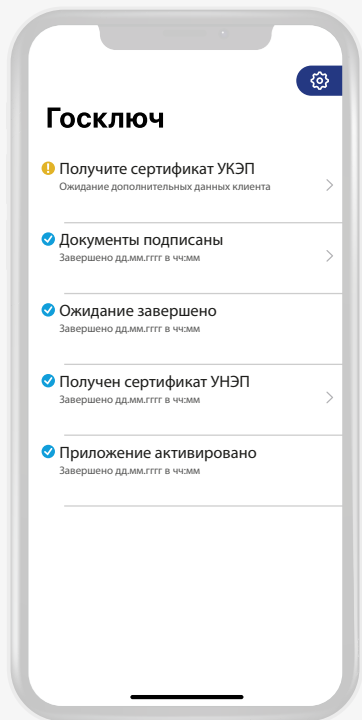 Госключ
Получите сертификат УКЭП
Ожидание дополнительных данных клиента
Документы подписаны
Завершено дд.мм.гггг в чч:мм
Ожидание завершено
Завершено дд.мм.гггг в чч:мм
Получен сертификат УНЭП
Завершено дд.мм.гггг в чч:мм
Приложение активировано
Завершено дд.мм.гггг в чч:мм